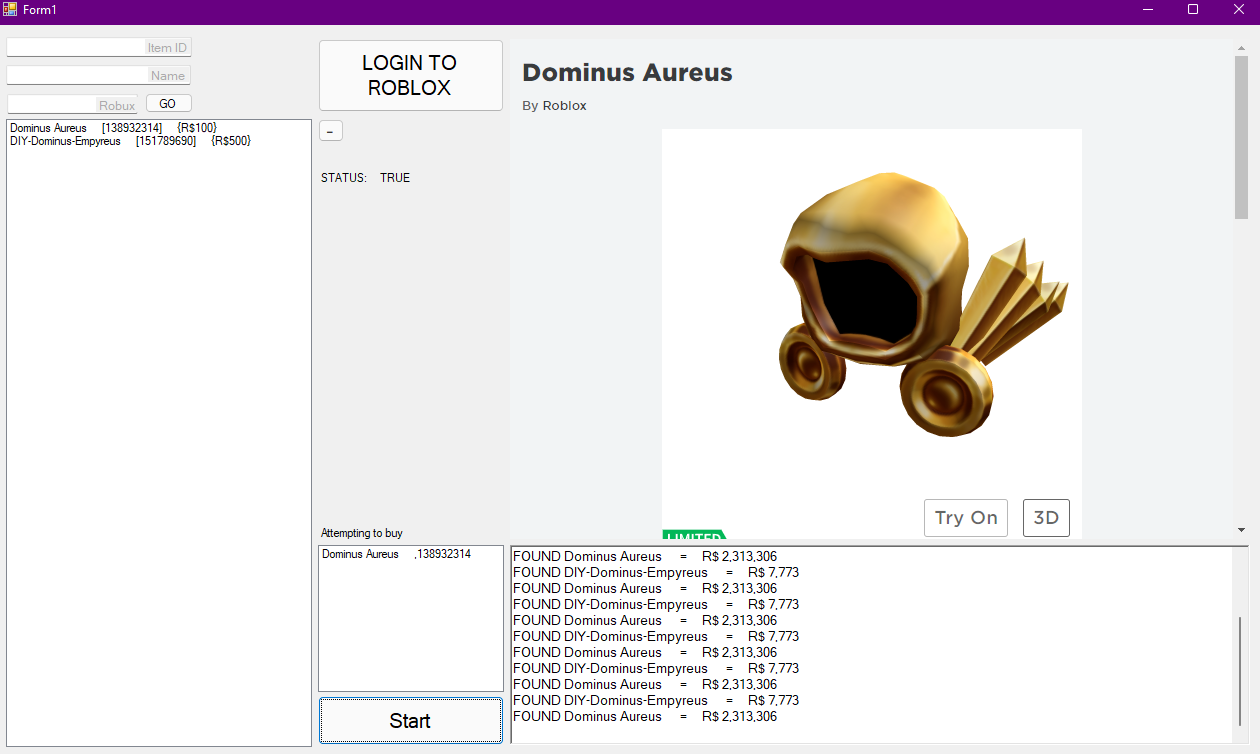 Form1
Item ID
Name
Robux
GO
Dominus Aureus [138932314] {R$100}
DIY-Dominus-Empyreus [151789690] {R$500}
LOGIN TO
ROBLOX
-
STATUS: TRUE
Attempting to buy
Dominus Aureus ,138932314
Start
Dominus Aureus
By Roblox
Try On
3D
LIMITED
FOUND Dominus Aureus = R$ 2,313,306
FOUND DIY-Dominus-Empyreus = R$ 7,773
FOUND Dominus Aureus = R$ 2,313,306
FOUND DIY-Dominus-Empyreus = R$ 7,773
FOUND Dominus Aureus = R$ 2,313,306
FOUND DIY-Dominus-Empyreus = R$ 7,773
FOUND Dominus Aureus = R$ 2,313,306
FOUND DIY-Dominus-Empyreus = R$ 7,773
FOUND Dominus Aureus = R$ 2,313,306
FOUND DIY-Dominus-Empyreus = R$ 7,773
FOUND Dominus Aureus = R$ 2,313,306